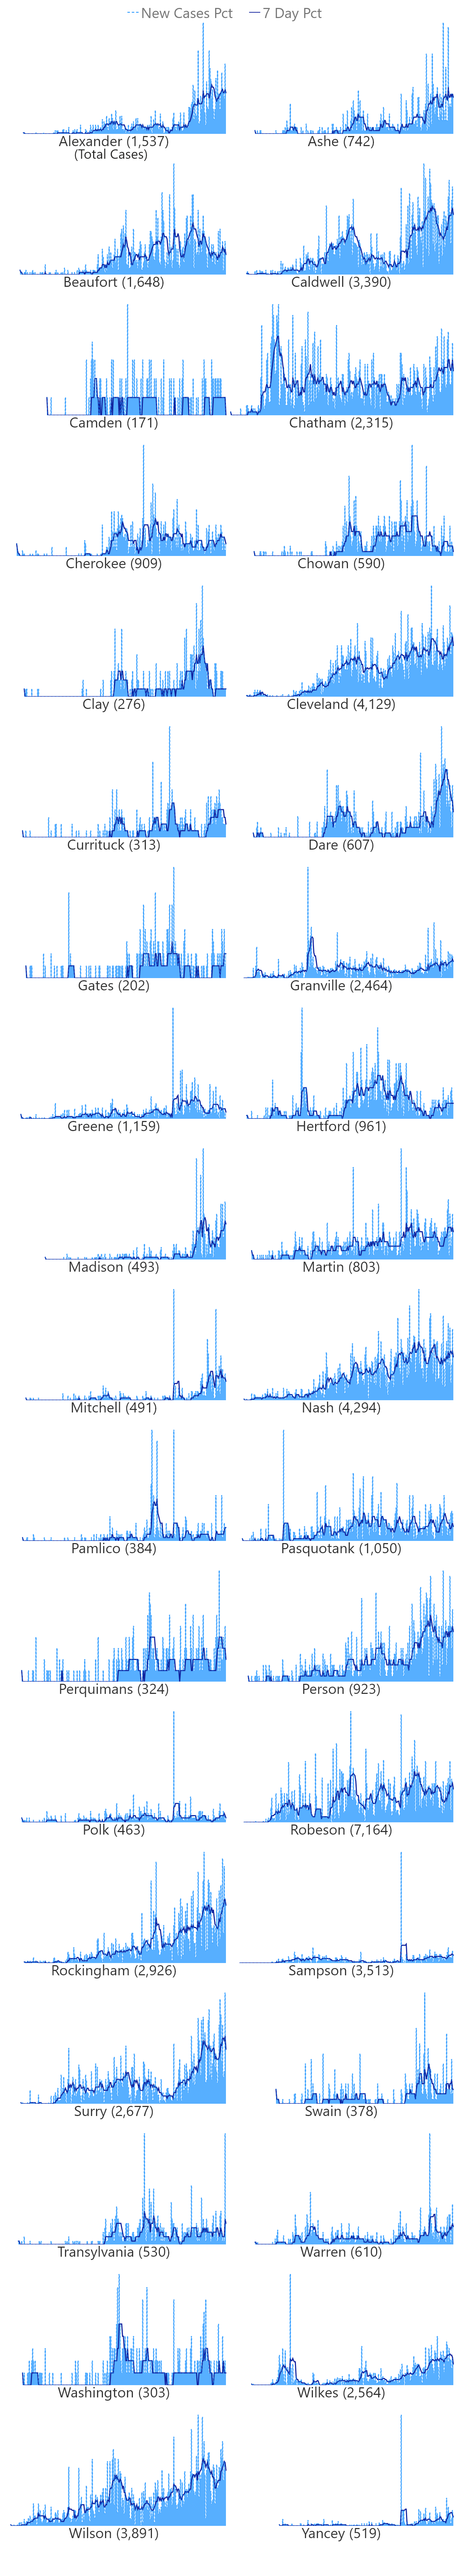 New Cases Pct 7 Day Pct
Alexander (1,537)
(Total Cases)
Ashe (742)
Beaufort (1,648)
Caldwell (3,390)
Camden (171)
Chatham (2,315)
Cherokee (909)
Chowan (590)
Clay (276)
Cleveland (4,129)
Currituck (313)
Dare (607)
Gates (202)
Granville (2,464)
Greene (1,159)
Hertford (961)
Madison (493)
Martin (803)
Mitchell (491)
Nash (4,294)
Pamlico (384)
Pasquotank (1,050)
Perquimans (324)
Person (923)
Polk (463)
Robeson (7,164)
Rockingham (2,926)
Sampson (3,513)
Surry (2,677)
Swain (378)
Transylvania (530)
Warren (610)
Washington (303)
Wilkes (2,564)
Wilson (3,891)
Yancey (519)